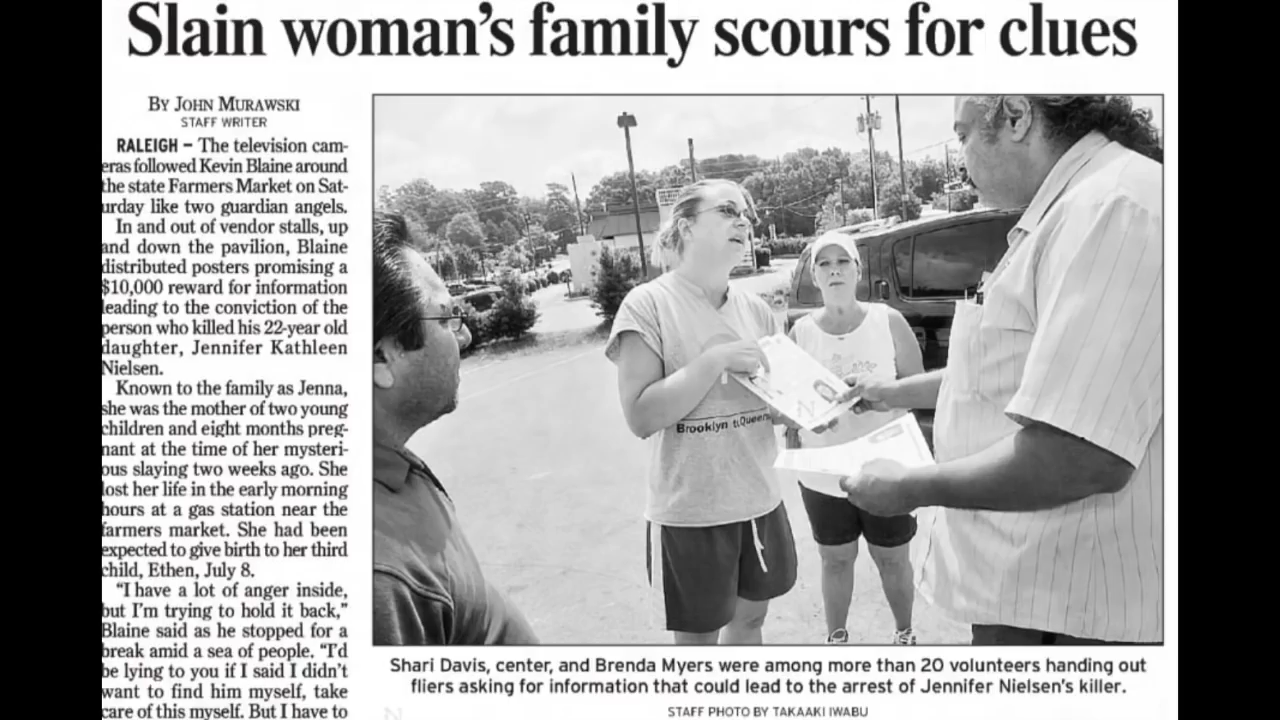 Slain woman's family scours for clues
BY JOHN MURAWSKI
STAFF WRITER
RALEIGH – The television cam-
eras followed Kevin Blaine around
the state Farmers Market on Sat-
urday like two guardian angels.
In and out of vendor stalls, up
and down the pavilion, Blaine
distributed posters promising a
$10,000 reward for information
leading to the conviction of the
person who killed his 22-year old
daughter, Jennifer Kathleen
Nielsen.
Known to the family as Jenna,
she was the mother of two young
children and eight months preg-
nant at the time of her mysteri-
ous slaying two weeks ago. She
lost her life in the early morning
hours at a gas station near the
farmers market. She had been
expected to give birth to her third
child, Ethen, July 8.
"I have a lot of anger inside,
but I'm trying to hold it back,"
Blaine said as he stopped for a
break amid a sea of people. "I'd
be lying to you if I said I didn't
want to find him myself, take
care of this myself. But I have to
Brooklyn to Queens
Shari Davis, center, and Brenda Myers were among more than 20 volunteers handing out
fliers asking for information that could lead to the arrest of Jennifer Nielsen's killer.
STAFF PHOTO BY TAKAAKI IWABU